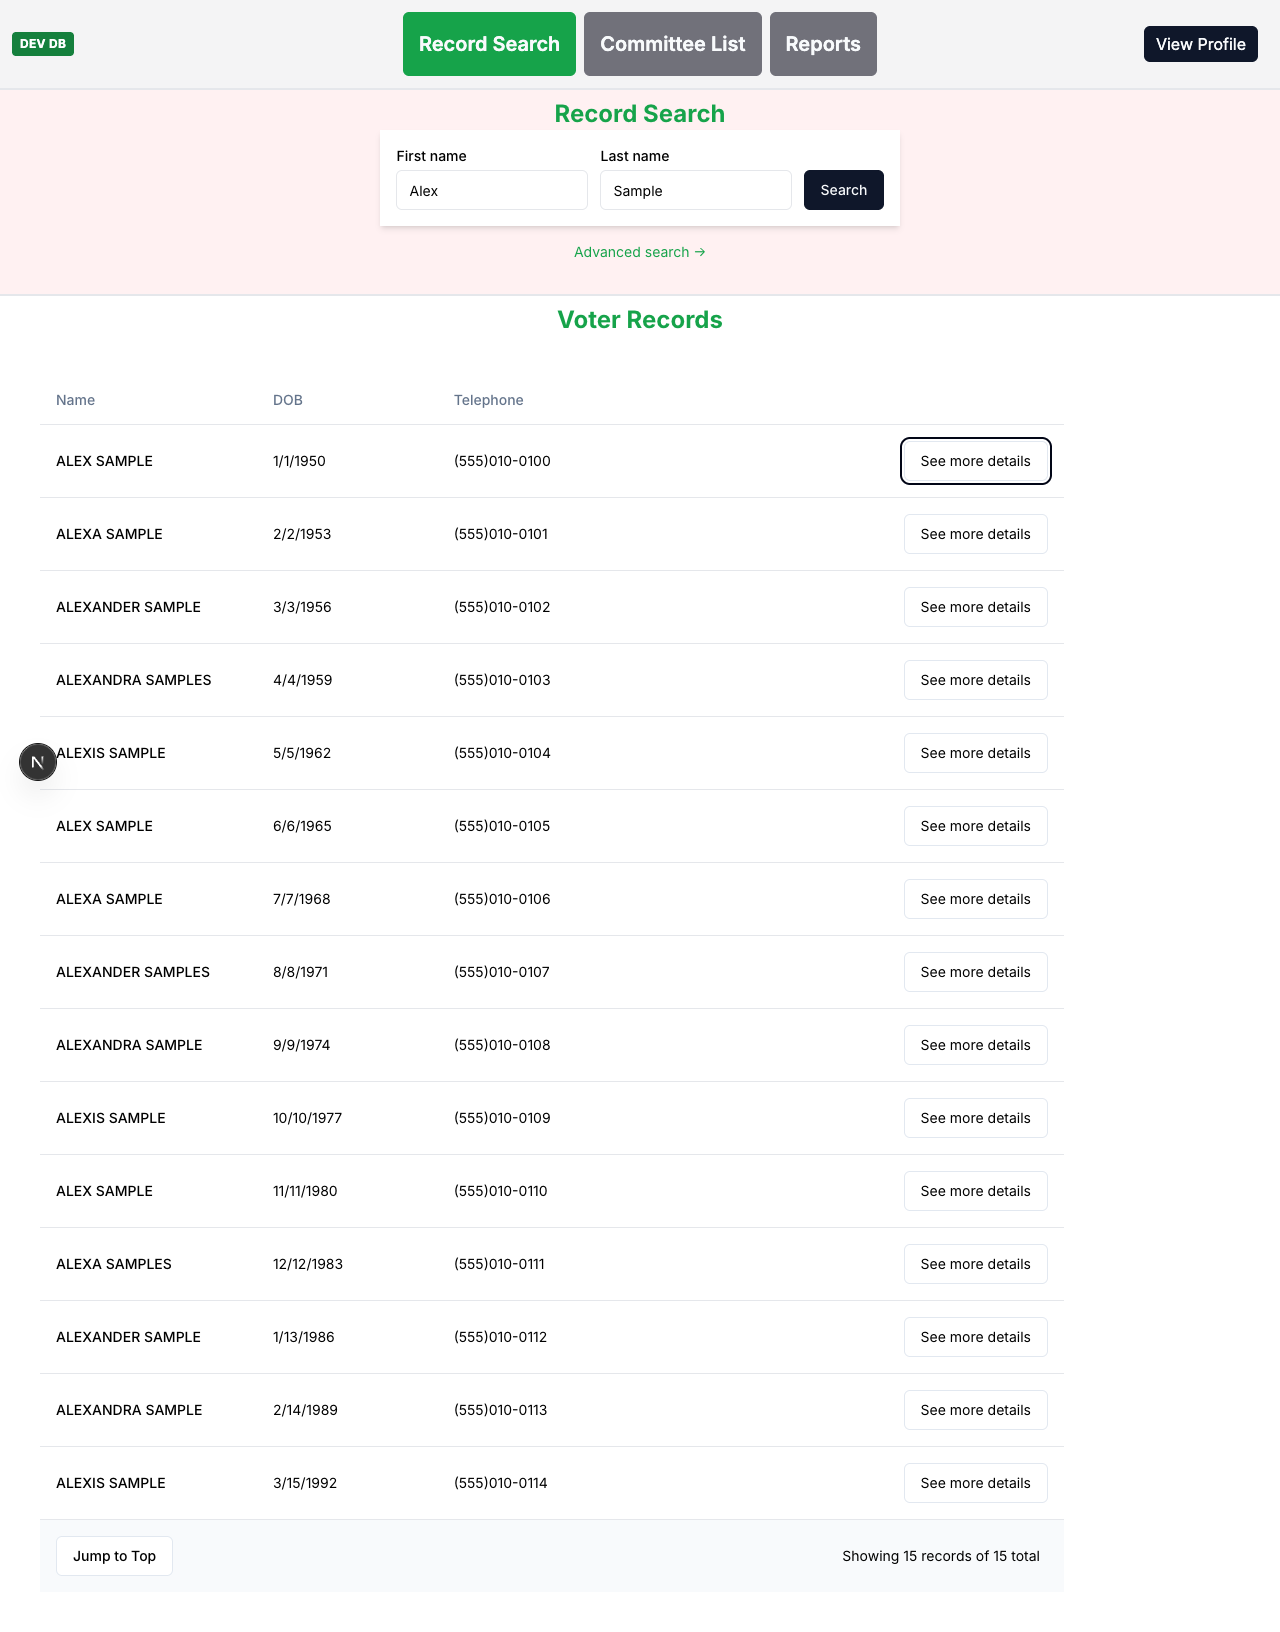 DEV DB
Record Search Committee List Reports
View Profile
Record Search
First name Last name
Alex Sample Search
Advanced search →
Voter Records
Name DOB Telephone
ALEX SAMPLE 1/1/1950 (555)010-0100 See more details
ALEXA SAMPLE 2/2/1953 (555)010-0101 See more details
ALEXANDER SAMPLE 3/3/1956 (555)010-0102 See more details
ALEXANDRA SAMPLES 4/4/1959 (555)010-0103 See more details
N
ALEXIS SAMPLE 5/5/1962 (555)010-0104 See more details
ALEX SAMPLE 6/6/1965 (555)010-0105 See more details
ALEXA SAMPLE 7/7/1968 (555)010-0106 See more details
ALEXANDER SAMPLES 8/8/1971 (555)010-0107 See more details
ALEXANDRA SAMPLE 9/9/1974 (555)010-0108 See more details
ALEXIS SAMPLE 10/10/1977 (555)010-0109 See more details
ALEX SAMPLE 11/11/1980 (555)010-0110 See more details
ALEXA SAMPLES 12/12/1983 (555)010-0111 See more details
ALEXANDER SAMPLE 1/13/1986 (555)010-0112 See more details
ALEXANDRA SAMPLE 2/14/1989 (555)010-0113 See more details
ALEXIS SAMPLE 3/15/1992 (555)010-0114 See more details
Jump to Top Showing 15 records of 15 total